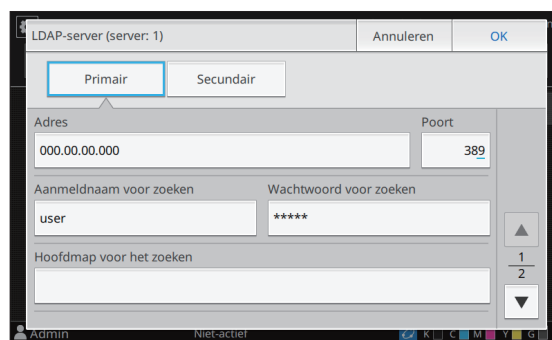 LDAP-server (server: 1) Annuleren OK
Primair Secundair
Adres Poort
000.00.00.000 389
Aanmeldnaam voor zoeken Wachtwoord voor zoeken
user *****
Hoofdmap voor het zoeken
1
2
Admin Niet-actief K C M Y G